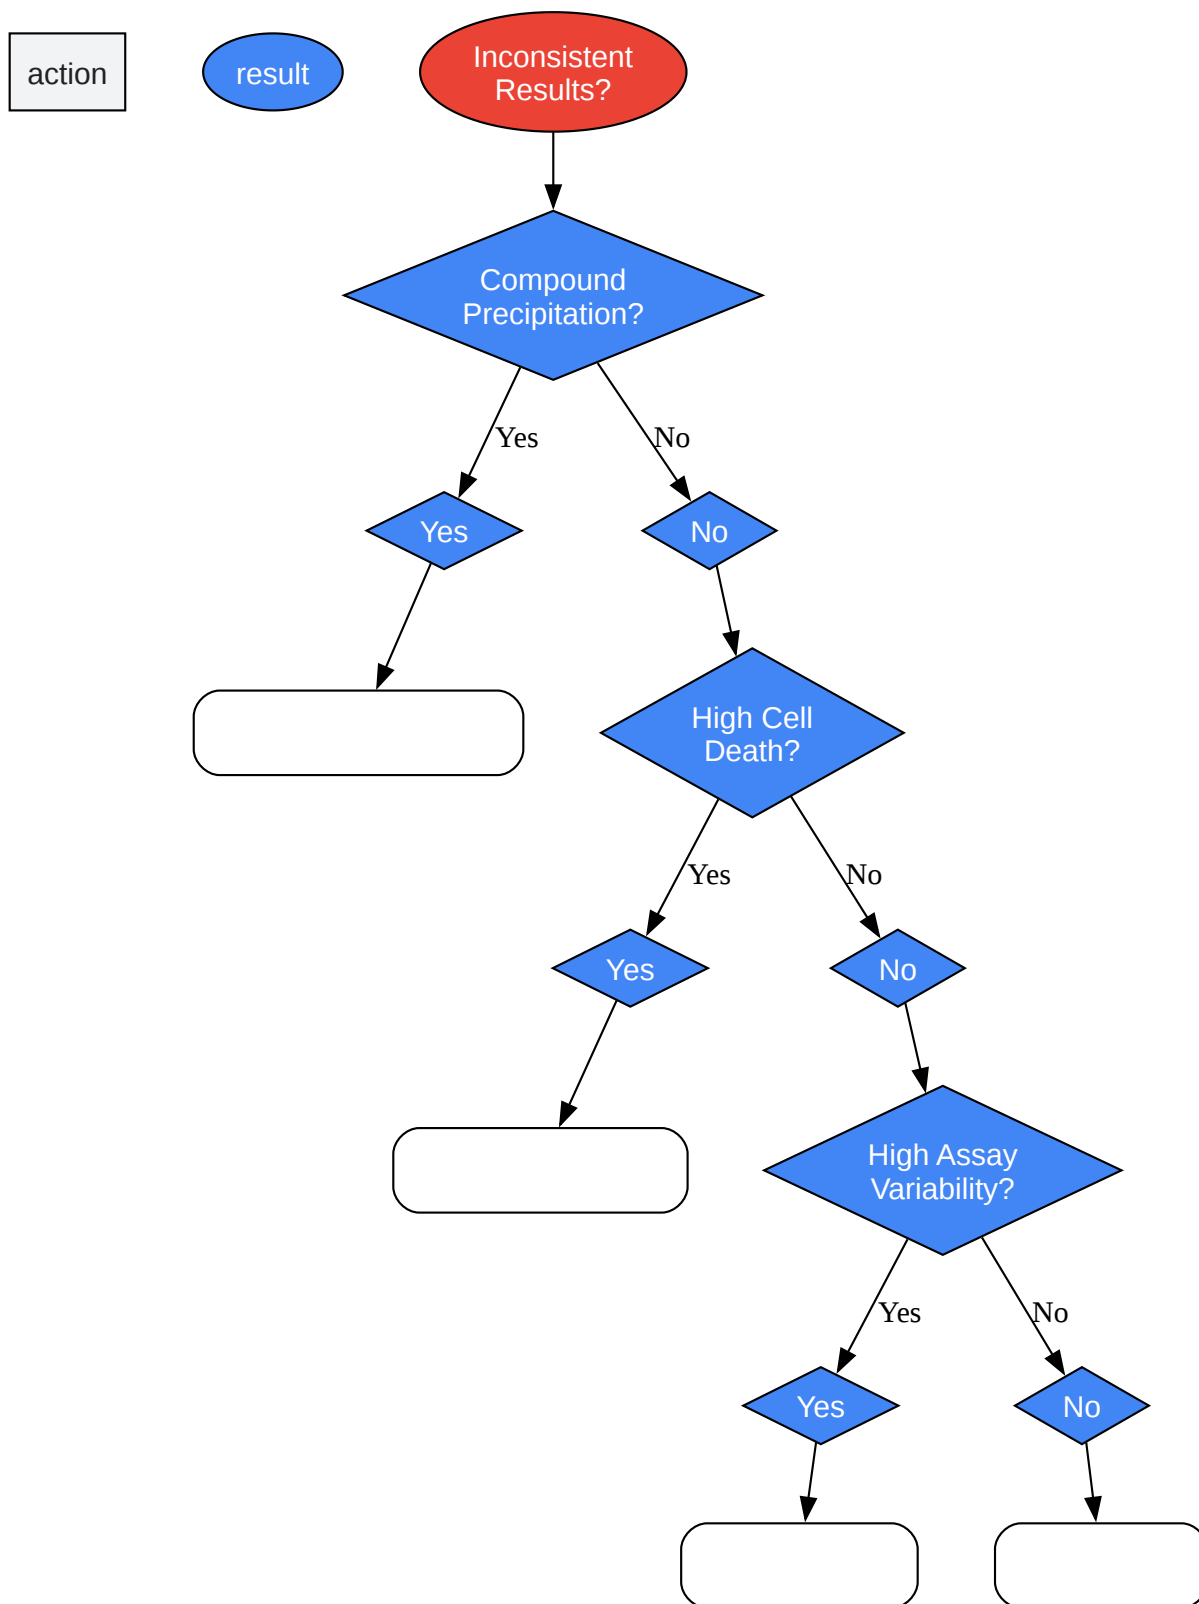 action
result
Inconsistent
Results?
Compound
Precipitation?
Yes
No
Yes
No
High Cell
Death?
Yes
No
Yes
No
High Assay
Variability?
Yes
No
Yes
No